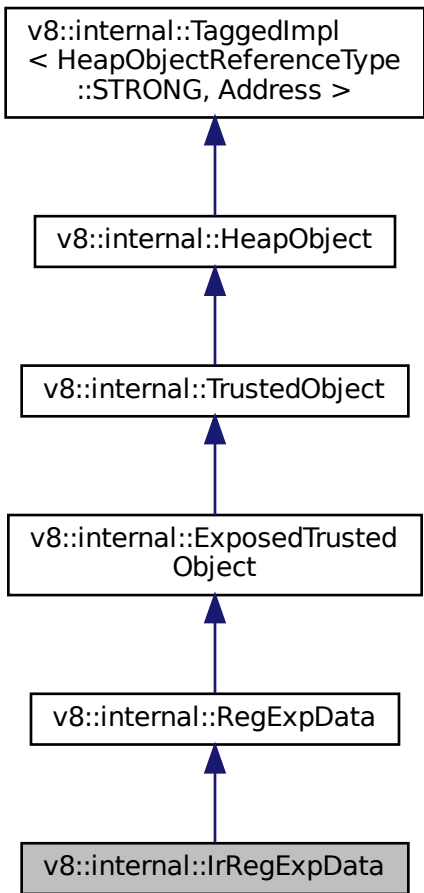 v8::internal::TaggedImpl
< HeapObjectReferenceType
::STRONG, Address >
v8::internal::HeapObject
v8::internal::TrustedObject
v8::internal::ExposedTrusted
Object
v8::internal::RegExpData
v8::internal::IrRegExpData